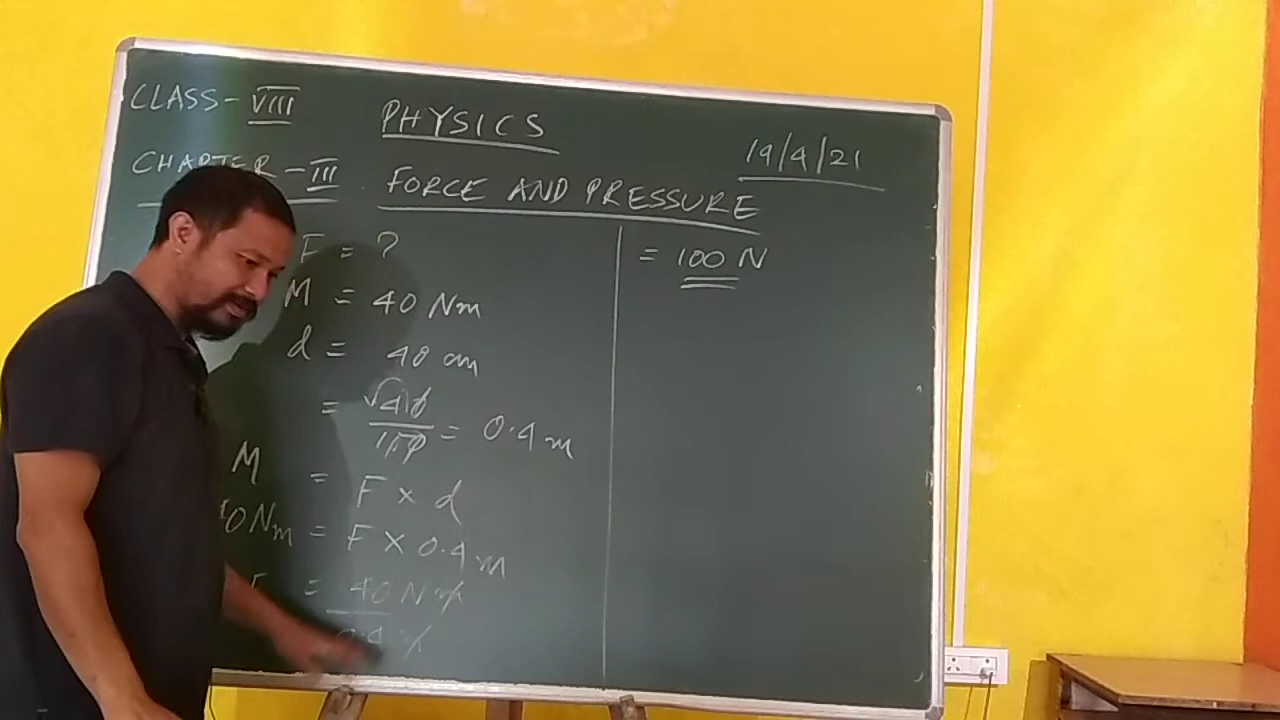 CLASS - VIII
PHYSICS
19/4/21
CHAPTER - III
FORCE AND PRESSURE
F = ?
M = 40 Nm
d = 40 cm
= 40/100 = 0.4 m
M = F × d
40 Nm = F × 0.4 m
F = 40 N m
0.4
= 100 N